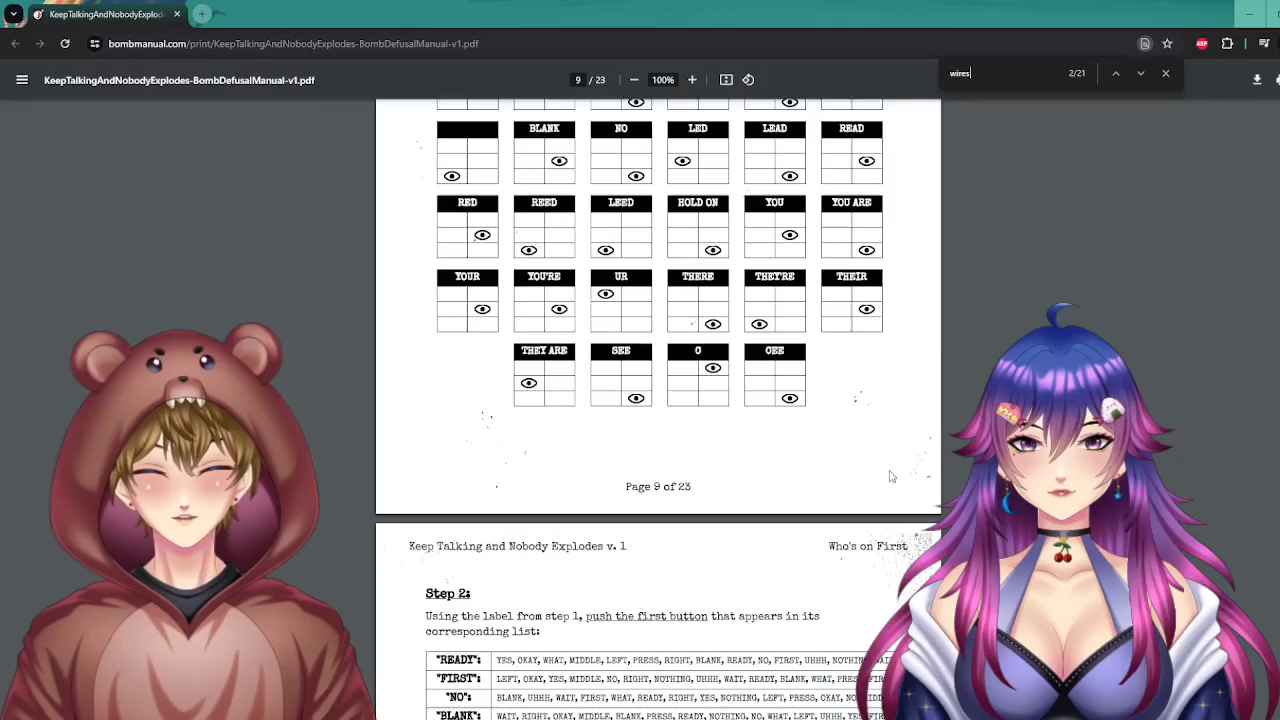 KeepTalkingAndNobodyExplode
bombmanual.com/print/KeepTalkingAndNobodyExplodes-BombDefusalManual-v1.pdf
ABP
wires
2/21
KeepTalkingAndNobodyExplodes-BombDefusalManual-v1.pdf
9 / 23
100%
BLANK NO LED LEAD READ
RED REED LEED HOLD ON YOU YOU ARE
YOUR YOU'RE UR THERE THEY'RE THEIR
THEY ARE SEE C CEE
Page 9 of 23
Keep Talking and Nobody Explodes v. 1
Who's on First
Step 2:
Using the label from step 1, push the first button that appears in its
corresponding list:
"READY": YES, OKAY, WHAT, MIDDLE, LEFT, PRESS, RIGHT, BLANK, READY, NO, FIRST, UHHH, NOTHIN
"FIRST": LEFT, OKAY, YES, MIDDLE, NO, RIGHT, NOTHING, UHHH, WAIT, READY, BLANK, WHAT, PRES
"NO": BLANK, UHHH, WAIT, FIRST, WHAT, READY, RIGHT, YES, NOTHING, LEFT, PRESS, OKAY, NO
"BLANK": WAIT, RIGHT, OKAY, MIDDLE, BLANK, PRESS, READY, NOTHING, NO, WHAT, LEFT, UHHH, YES